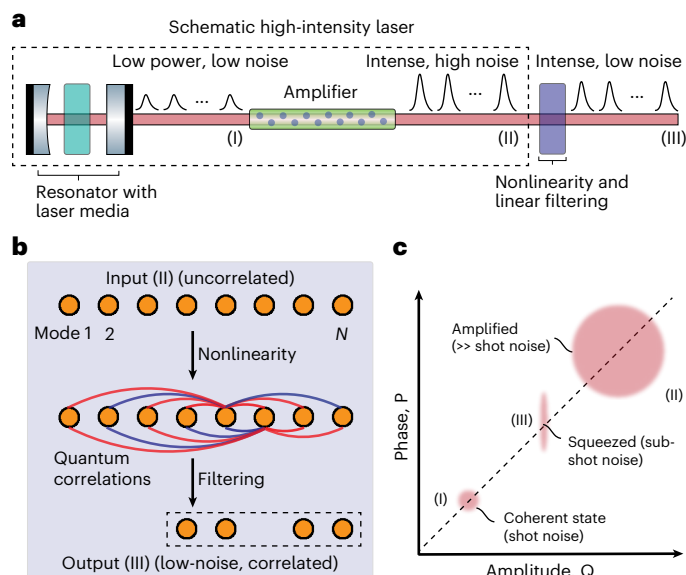 a
Schematic high-intensity laser
Low power, low noise
Intense, high noise
Intense, low noise
Amplifier
...
...
...
(I)
(II)
(III)
Resonator with
laser media
Nonlinearity and
linear filtering
b
Input (II) (uncorrelated)
Mode 1
2
N
Nonlinearity
Quantum
correlations
Filtering
Output (III) (low-noise, correlated)
c
Phase, P
Amplified
(>> shot noise)
(II)
(III)
Squeezed (sub-
shot noise)
(I)
Coherent state
(shot noise)
Amplitude, Q